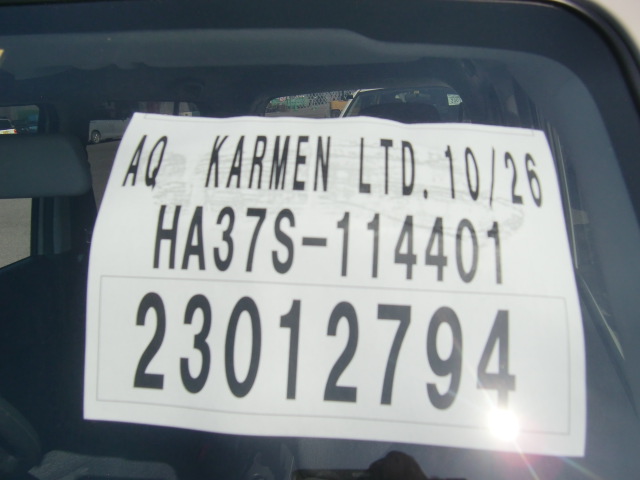 AQ KARMEN LTD. 10/26
HA37S-114401
23012794